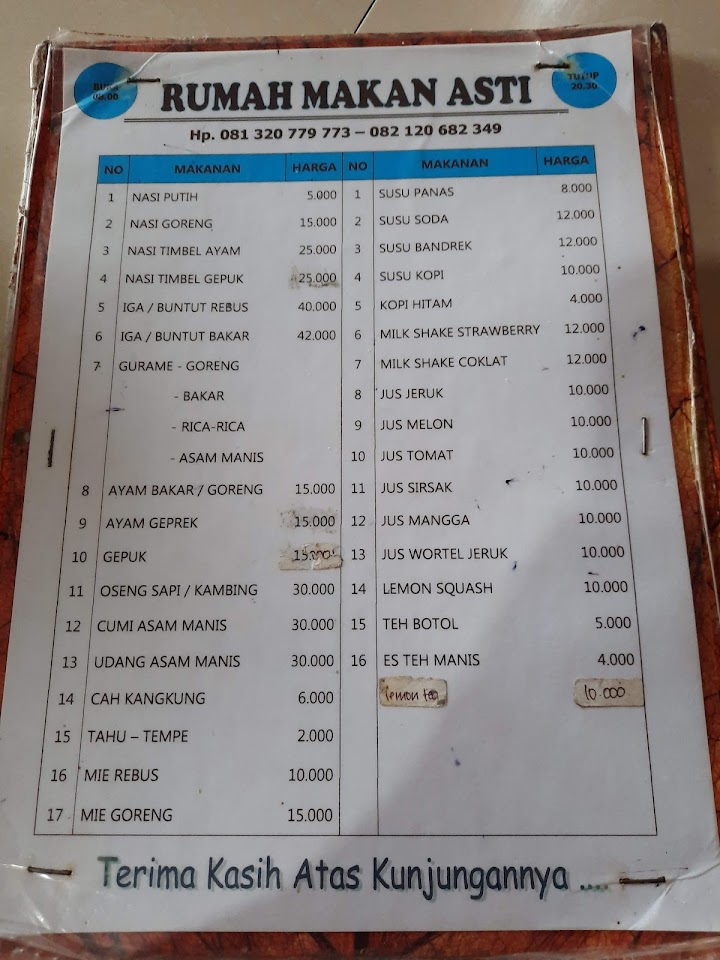 BUKA
08.00
TUTUP
20.30
RUMAH MAKAN ASTI
Hp. 081 320 779 773 – 082 120 682 349
NO MAKANAN HARGA
1 NASI PUTIH 5.000
2 NASI GORENG 15.000
3 NASI TIMBEL AYAM 25.000
4 NASI TIMBEL GEPUK 25.000
5 IGA / BUNTUT REBUS 40.000
6 IGA / BUNTUT BAKAR 42.000
7 GURAME - GORENG
- BAKAR
- RICA-RICA
- ASAM MANIS
8 AYAM BAKAR / GORENG 15.000
9 AYAM GEPREK 15.000
10 GEPUK 15.000
11 OSENG SAPI / KAMBING 30.000
12 CUMI ASAM MANIS 30.000
13 UDANG ASAM MANIS 30.000
14 CAH KANGKUNG 6.000
15 TAHU – TEMPE 2.000
16 MIE REBUS 10.000
17 MIE GORENG 15.000
NO MAKANAN HARGA
1 SUSU PANAS 8.000
2 SUSU SODA 12.000
3 SUSU BANDREK 12.000
4 SUSU KOPI 10.000
5 KOPI HITAM 4.000
6 MILK SHAKE STRAWBERRY 12.000
7 MILK SHAKE COKLAT 12.000
8 JUS JERUK 10.000
9 JUS MELON 10.000
10 JUS TOMAT 10.000
11 JUS SIRSAK 10.000
12 JUS MANGGA 10.000
13 JUS WORTEL JERUK 10.000
14 LEMON SQUASH 10.000
15 TEH BOTOL 5.000
16 ES TEH MANIS 4.000
lemon tea 10.000
Terima Kasih Atas Kunjungannya ....